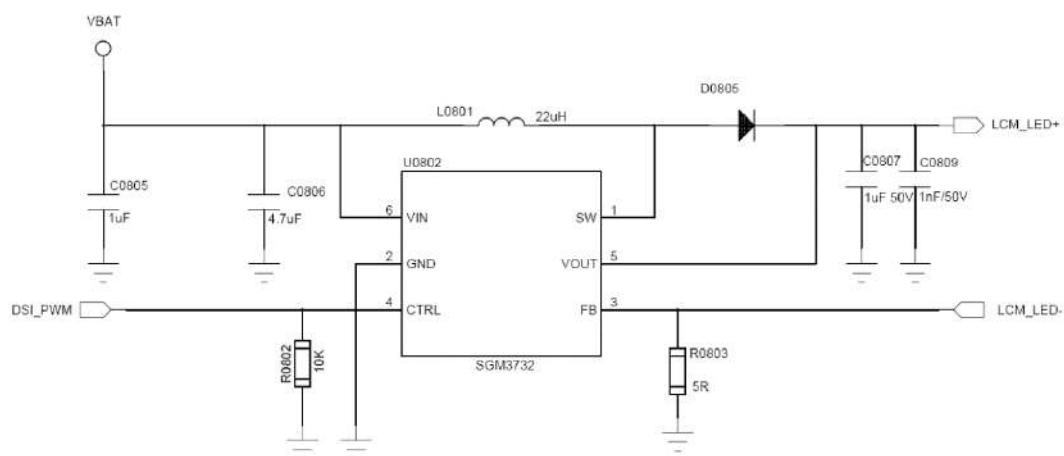 VBAT
D0805
L0801
22uH
LCM_LED+
U0802
C0807
C0809
C0805
C0806
1uF 50V
1nF/50V
1uF
4.7uF
6
VIN
SW
1
2
GND
VOUT
5
DSI_PWM
4
CTRL
FB
3
LCM_LED-
R0802
10K
R0803
SGM3732
5R